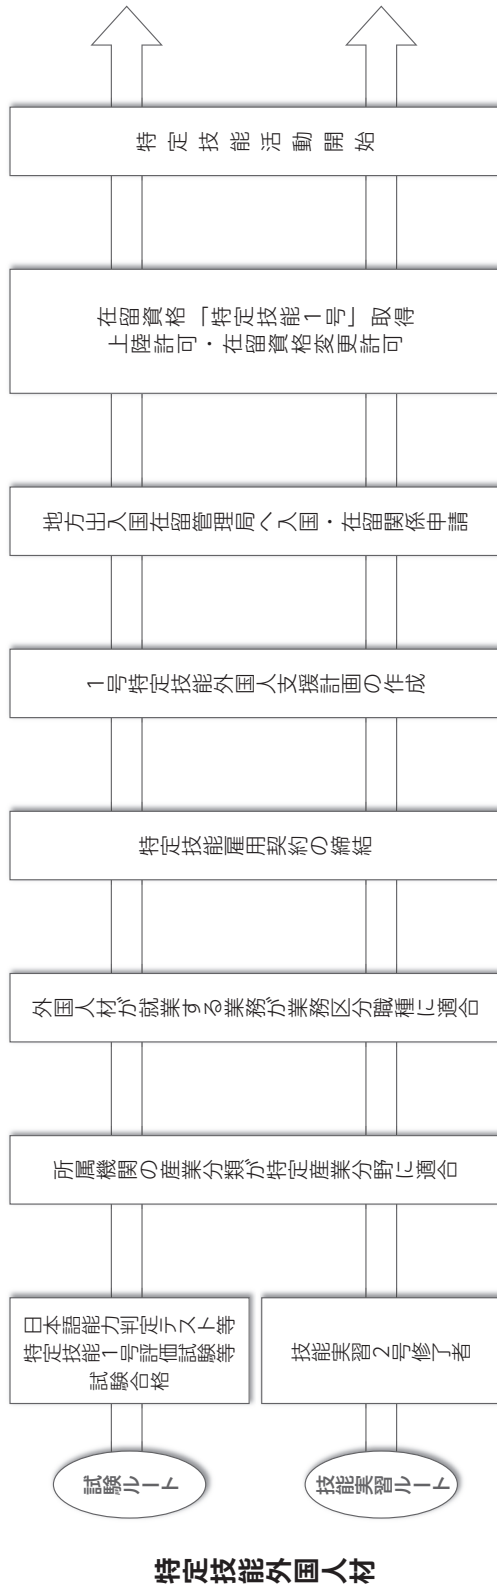 特定技能外国人材
試験ルート
技能実習ルート
日本語能力判定テスト等
特定技能1号評価試験等
試験合格
技能実習2号修了者
所属機関の産業分類が特定産業分野に適合
外国人材が就業する業務が業務区分職種に適合
特定技能雇用契約の締結
1号特定技能外国人支援計画の作成
地方出入国在留管理局へ入国・在留関係申請
在留資格「特定技能1号」取得
上陸許可・在留資格変更許可
特定技能活動開始